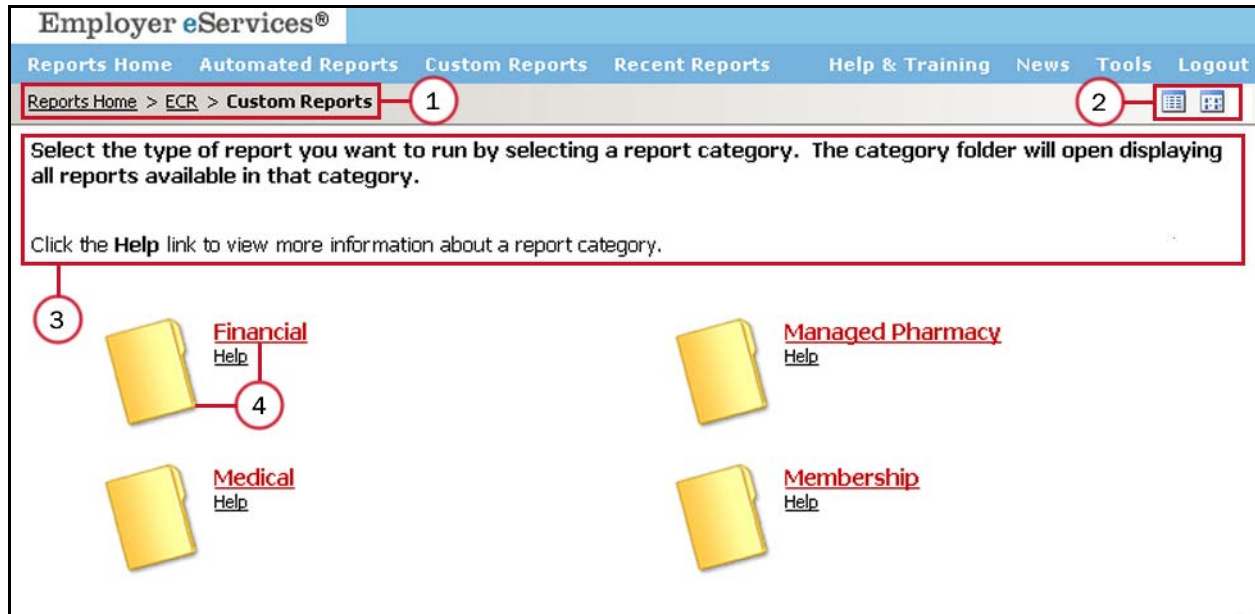 Employer eServices®
Reports Home Automated Reports Custom Reports Recent Reports Help & Training News Tools Logout
Reports Home > ECR > Custom Reports 1 2
Select the type of report you want to run by selecting a report category. The category folder will open displaying
all reports available in that category.
Click the Help link to view more information about a report category.
3
Financial Managed Pharmacy
Help Help
4
Medical Membership
Help Help